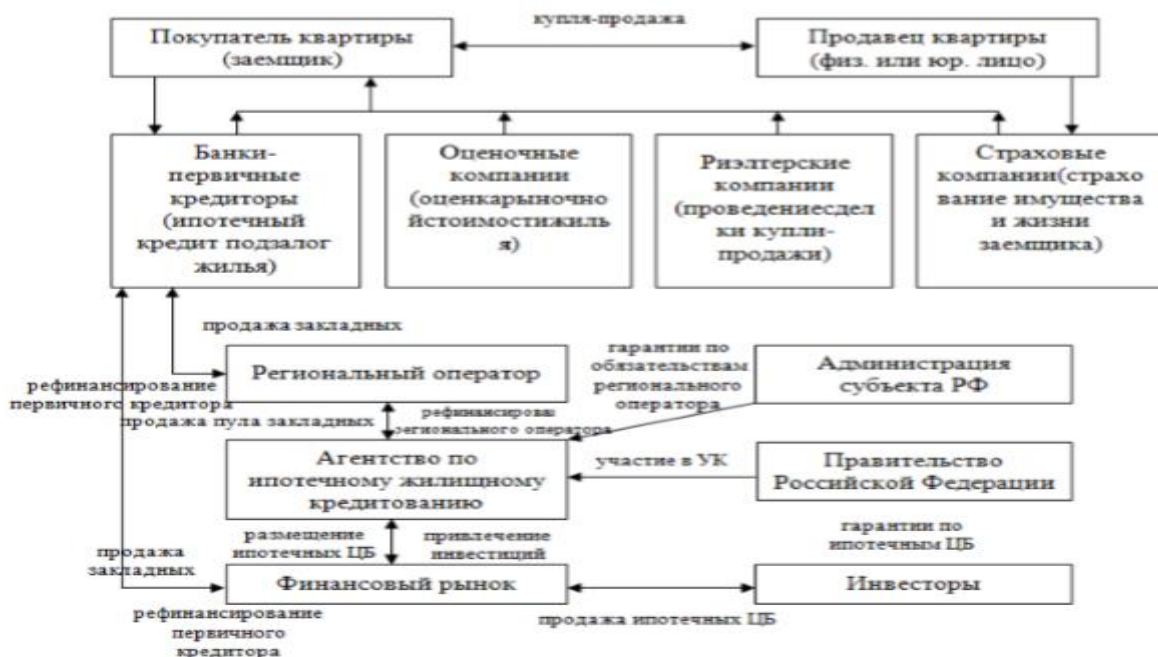 купля-продажа
Покупатель квартиры
(заемщик)
Продавец квартиры
(физ. или юр. лицо)
Банки-
первичные
кредиторы
(ипотечный
кредит подзалог
жилья)
Оценочные
компании
(оценкарыночно
йстоимостижиль
я)
Риэлтерские
компании
(проведениесдел
ки купли-
продажи)
Страховые
компании(страхо
вание имущества
и жизни
заемщика)
продажа закладных
рефинансирование
первичного кредитора
Региональный оператор
гарантии по
обязательствам
регионального
оператора
Администрация
субъекта РФ
продажа пула закладных
рефинансирова
регионального оператора
Агентство по
ипотечному жилищному
кредитованию
участие в УК
Правительство
Российской Федерации
размещение
ипотечных ЦБ
привлечение
инвестиций
гарантии по
ипотечным ЦБ
продажа
закладных
Финансовый рынок
Инвесторы
рефинансирование
первичного
кредитора
продажа ипотечных ЦБ